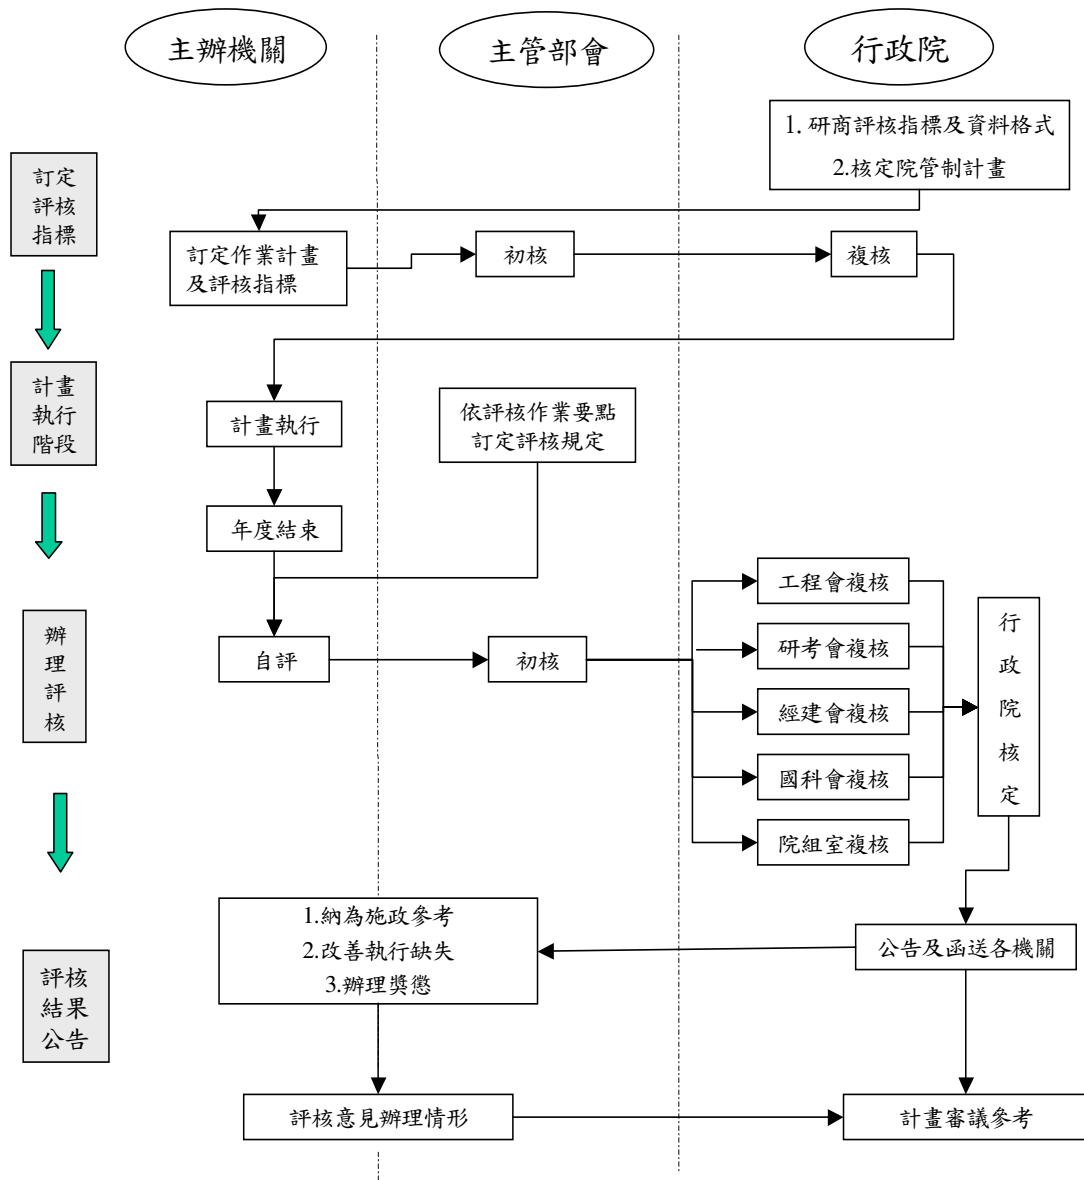 主辦機關
主管部會
行政院
1. 研商評核指標及資料格式
2.核定院管制計畫
訂定
評核
指標
訂定作業計畫
及評核指標
初核
複核
計畫
執行
階段
計畫執行
依評核作業要點
訂定評核規定
年度結束
辦
理
評
核
自評
初核
工程會複核
研考會複核
經建會複核
國科會複核
院組室複核
行
政
院
核
定
1.納為施政參考
2.改善執行缺失
3.辦理獎懲
公告及函送各機關
評核
結果
公告
評核意見辦理情形
計畫審議參考